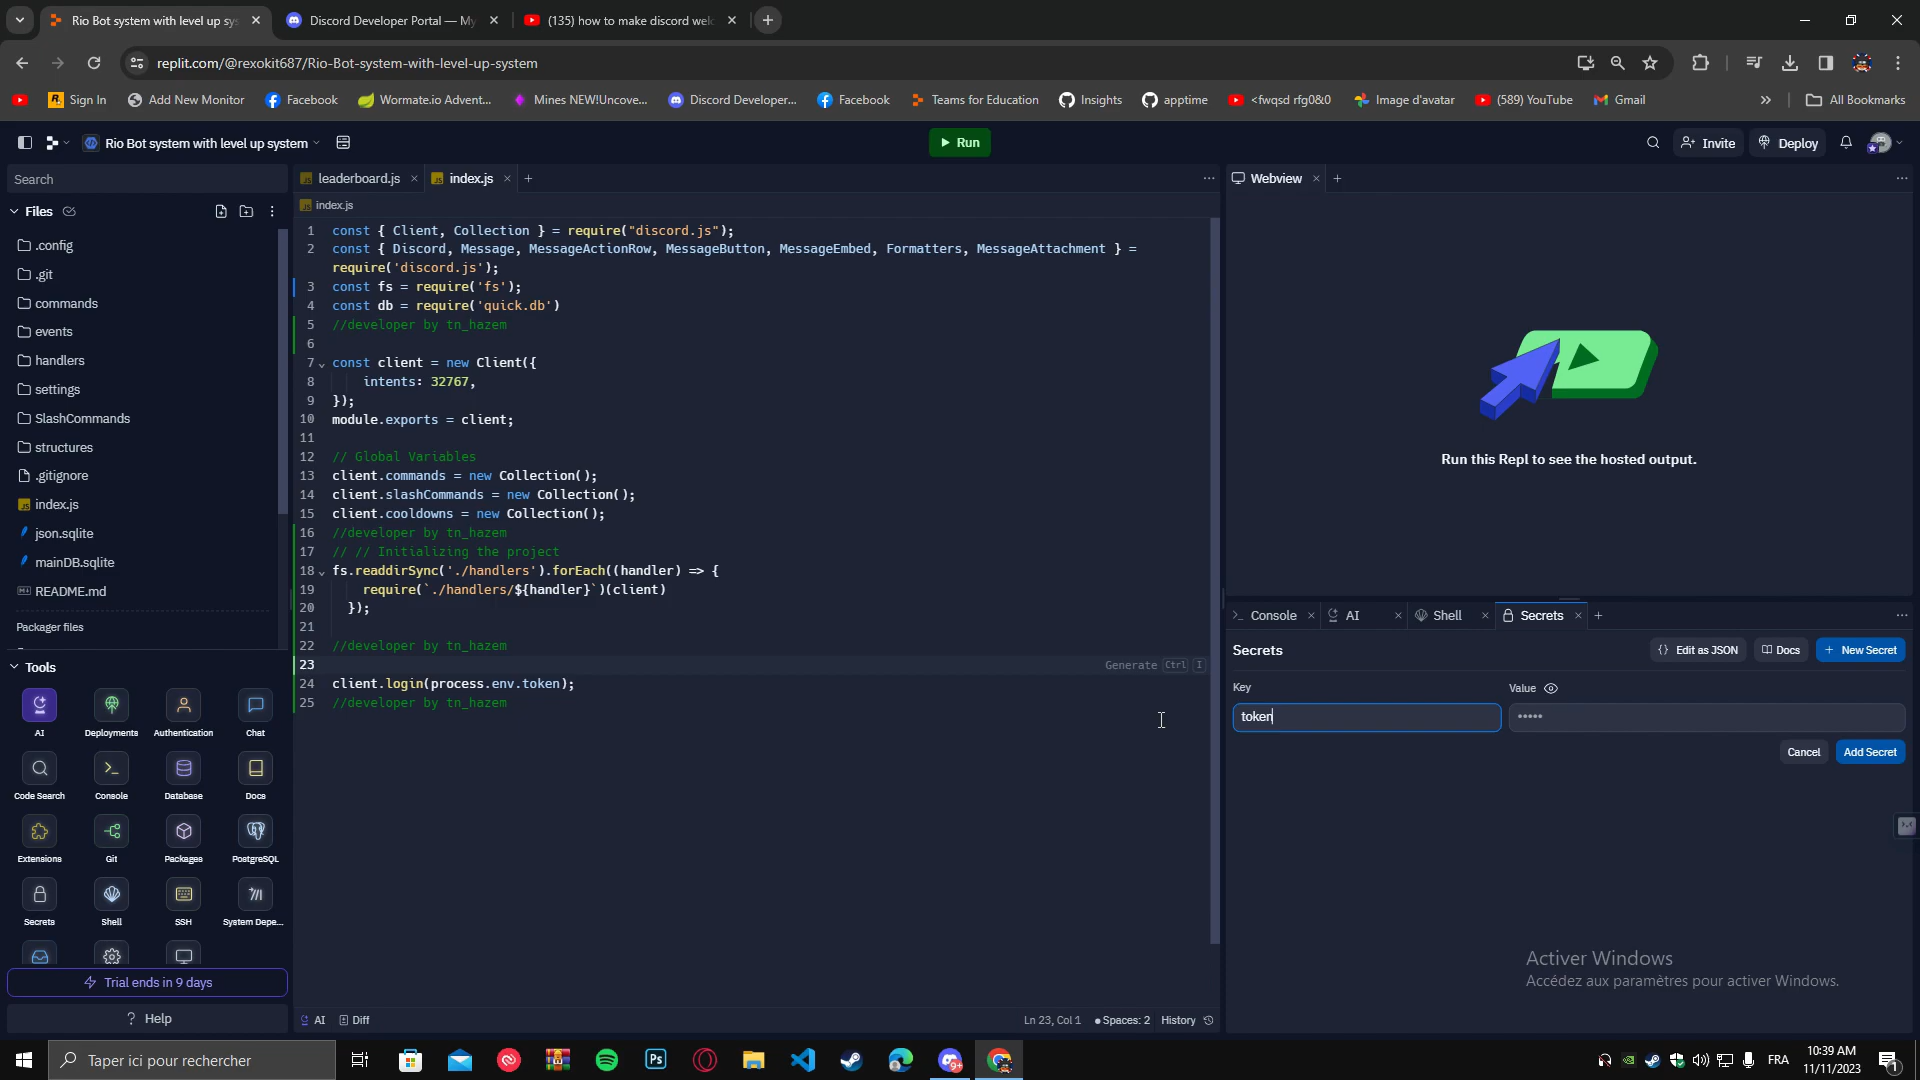 Rio Bot system with level up sy
Discord Developer Portal — My
(135) how to make discord wel
replit.com/@rexokit687/Rio-Bot-system-with-level-up-system
Sign In
Add New Monitor
Facebook
Wormate.io Advent...
Mines NEW!Uncove...
Discord Developer...
Facebook
Teams for Education
Insights
apptime
<fwqsd rfg0&0
Image d'avatar
(589) YouTube
Gmail
All Bookmarks
Rio Bot system with level up system
Run
Invite
Deploy
Search
leaderboard.js
index.js
Webview
Files
index.js
.config
.git
commands
events
handlers
settings
SlashCommands
structures
.gitignore
index.js
json.sqlite
mainDB.sqlite
README.md
Packager files
1 const { Client, Collection } = require("discord.js");
2 const { Discord, Message, MessageActionRow, MessageButton, MessageEmbed, Formatters, MessageAttachment } =
require('discord.js');
3 const fs = require('fs');
4 const db = require('quick.db')
5 //developer by tn_hazem
6
7 const client = new Client({
8 intents: 32767,
9 });
10 module.exports = client;
11
12 // Global Variables
13 client.commands = new Collection();
14 client.slashCommands = new Collection();
15 client.cooldowns = new Collection();
16 //developer by tn_hazem
17 // // Initializing the project
18 fs.readdirSync('./handlers').forEach((handler) => {
19 require(`./handlers/${handler}`)(client)
20 });
21
22 //developer by tn_hazem
23 Generate Ctrl I
24 client.login(process.env.token);
25 //developer by tn_hazem
Run this Repl to see the hosted output.
Console
AI
Shell
Secrets
Secrets
Edit as JSON
Docs
New Secret
Key
Value
token
•••••
Cancel
Add Secret
Tools
AI
Deployments
Authentication
Chat
Code Search
Console
Database
Docs
Extensions
Git
Packages
PostgreSQL
Secrets
Shell
SSH
System Depe...
Trial ends in 9 days
? Help
AI
Diff
Ln 23, Col 1
Spaces: 2
History
Activer Windows
Accédez aux paramètres pour activer Windows.
Taper ici pour rechercher
Ps
9+
FRA
10:39 AM
11/11/2023
1